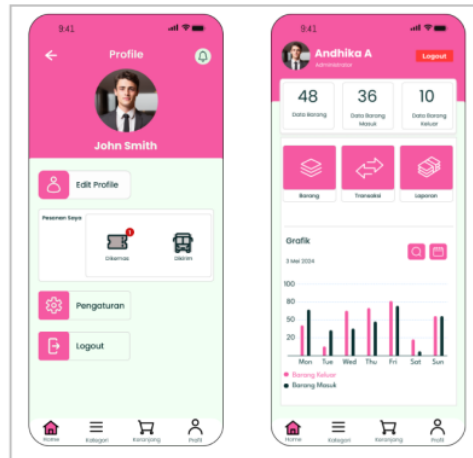 9:41
Profile
John Smith
Edit Profile
Pesanan Saya
1
Dikemas
Dikirim
Pengaturan
Logout
Home Kategori Keranjang Profil
9:41
Andhika A
Administrator
Logout
48 36 10
Data Barang Data Barang Masuk Data Barang Keluar
Barang Transaksi Laporan
Grafik
3 Mei 2024
100
80
50
20
Mon Tue Wed Thu Fri Sat Sun
Barang Keluar
Barang Masuk
Home Kategori Keranjang Profil